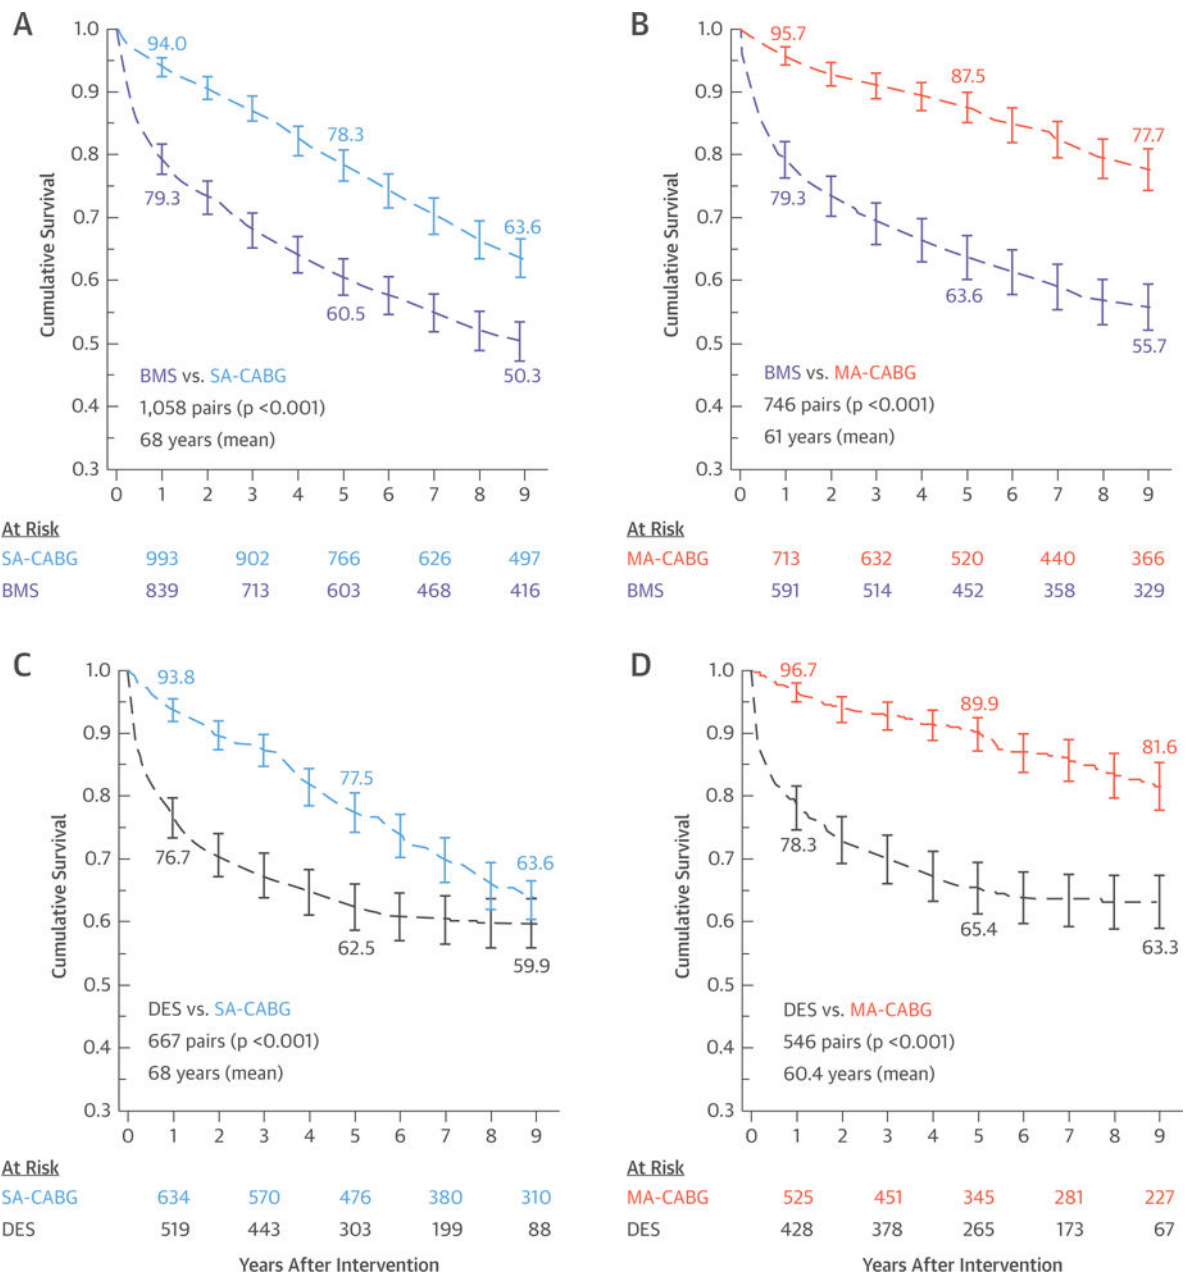 A
Cumulative Survival
1.0
0.9
0.8
0.7
0.6
0.5
0.4
0.3
94.0
78.3
63.6
79.3
60.5
50.3
BMS vs. SA-CABG
1,058 pairs (p <0.001)
68 years (mean)
0 1 2 3 4 5 6 7 8 9
At Risk
SA-CABG 993 902 766 626 497
BMS 839 713 603 468 416
B
Cumulative Survival
1.0
0.9
0.8
0.7
0.6
0.5
0.4
0.3
95.7
87.5
77.7
79.3
63.6
55.7
BMS vs. MA-CABG
746 pairs (p <0.001)
61 years (mean)
0 1 2 3 4 5 6 7 8 9
At Risk
MA-CABG 713 632 520 440 366
BMS 591 514 452 358 329
C
Cumulative Survival
1.0
0.9
0.8
0.7
0.6
0.5
0.4
0.3
93.8
77.5
63.6
76.7
62.5
59.9
DES vs. SA-CABG
667 pairs (p <0.001)
68 years (mean)
0 1 2 3 4 5 6 7 8 9
At Risk
SA-CABG 634 570 476 380 310
DES 519 443 303 199 88
Years After Intervention
D
Cumulative Survival
1.0
0.9
0.8
0.7
0.6
0.5
0.4
0.3
96.7
89.9
81.6
78.3
65.4
63.3
DES vs. MA-CABG
546 pairs (p <0.001)
60.4 years (mean)
0 1 2 3 4 5 6 7 8 9
At Risk
MA-CABG 525 451 345 281 227
DES 428 378 265 173 67
Years After Intervention